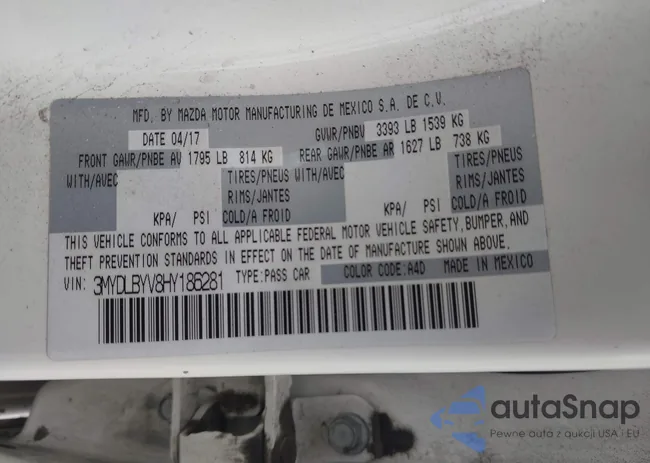 MFD. BY MAZDA MOTOR MANUFACTURING DE MEXICO S.A. DE C.V.
DATE 04/17 GVWR/PNBV 3393 LB 1539 KG
FRONT GAWR/PNBE AV 1795 LB 814 KG REAR GAWR/PNBE AR 1627 LB 738 KG
WITH/AVEC TIRES/PNEUS WITH/AVEC TIRES/PNEUS
RIMS/JANTES RIMS/JANTES
KPA/ PSI COLD/A FROID KPA/ PSI COLD/A FROID
THIS VEHICLE CONFORMS TO ALL APPLICABLE FEDERAL MOTOR VEHICLE SAFETY, BUMPER, AND
THEFT PREVENTION STANDARDS IN EFFECT ON THE DATE OF MANUFACTURE SHOWN ABOVE.
VIN: 3MYDLBYV8HY186281 TYPE:PASS CAR COLOR CODE:A4D MADE IN MEXICO
autaSnap
Pewne auta z aukcji USA i EU